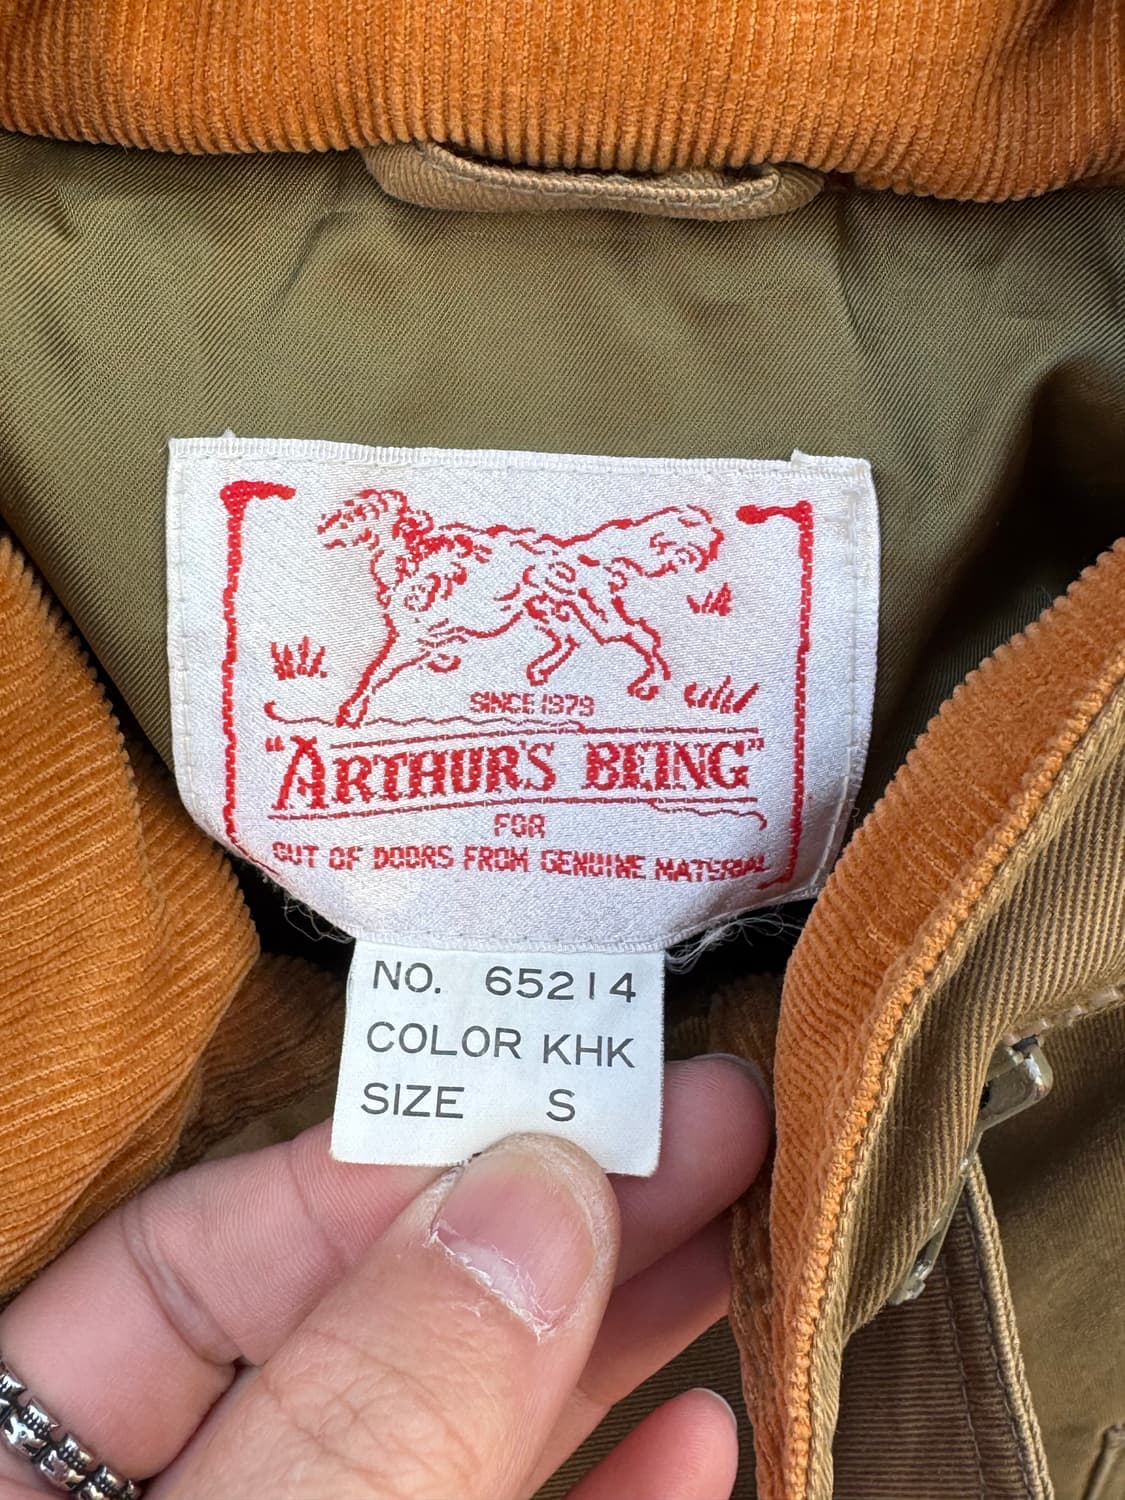 SINCE 1979
"ARTHUR'S BEING"
FOR
OUT OF DOORS FROM GENUINE MATERIAL
NO. 65214
COLOR KHK
SIZE S